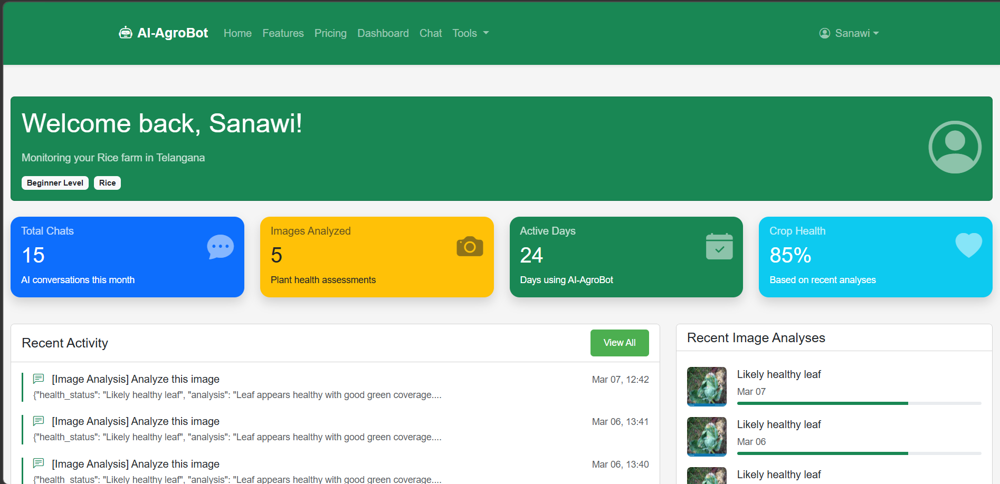 AI-AgroBot Home Features Pricing Dashboard Chat Tools Sanawi
Welcome back, Sanawi!
Monitoring your Rice farm in Telangana
Beginner Level Rice
Total Chats
15
AI conversations this month
Images Analyzed
5
Plant health assessments
Active Days
24
Days using AI-AgroBot
Crop Health
85%
Based on recent analyses
Recent Activity View All
[Image Analysis] Analyze this image Mar 07, 12:42
{"health_status": "Likely healthy leaf", "analysis": "Leaf appears healthy with good green coverage....
[Image Analysis] Analyze this image Mar 06, 13:41
{"health_status": "Likely healthy leaf", "analysis": "Leaf appears healthy with good green coverage....
[Image Analysis] Analyze this image Mar 06, 13:40
{"health_status": "Likely healthy leaf", "analysis": "Leaf appears healthy with good green coverage....
Recent Image Analyses
Likely healthy leaf
Mar 07
Likely healthy leaf
Mar 06
Likely healthy leaf